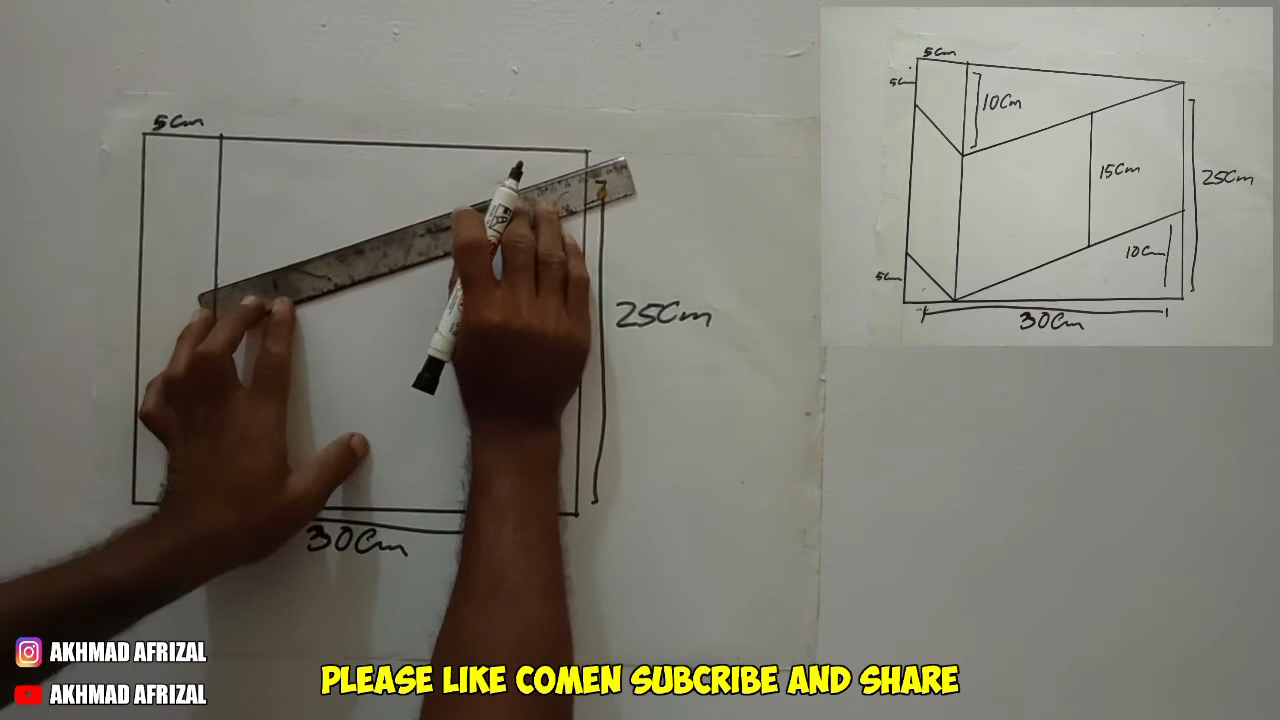 5cm
25cm
30cm
5cm
5cm
10cm
15cm
25cm
10cm
5cm
30cm
AKHMAD AFRIZAL
AKHMAD AFRIZAL
PLEASE LIKE COMEN SUBCRIBE AND SHARE